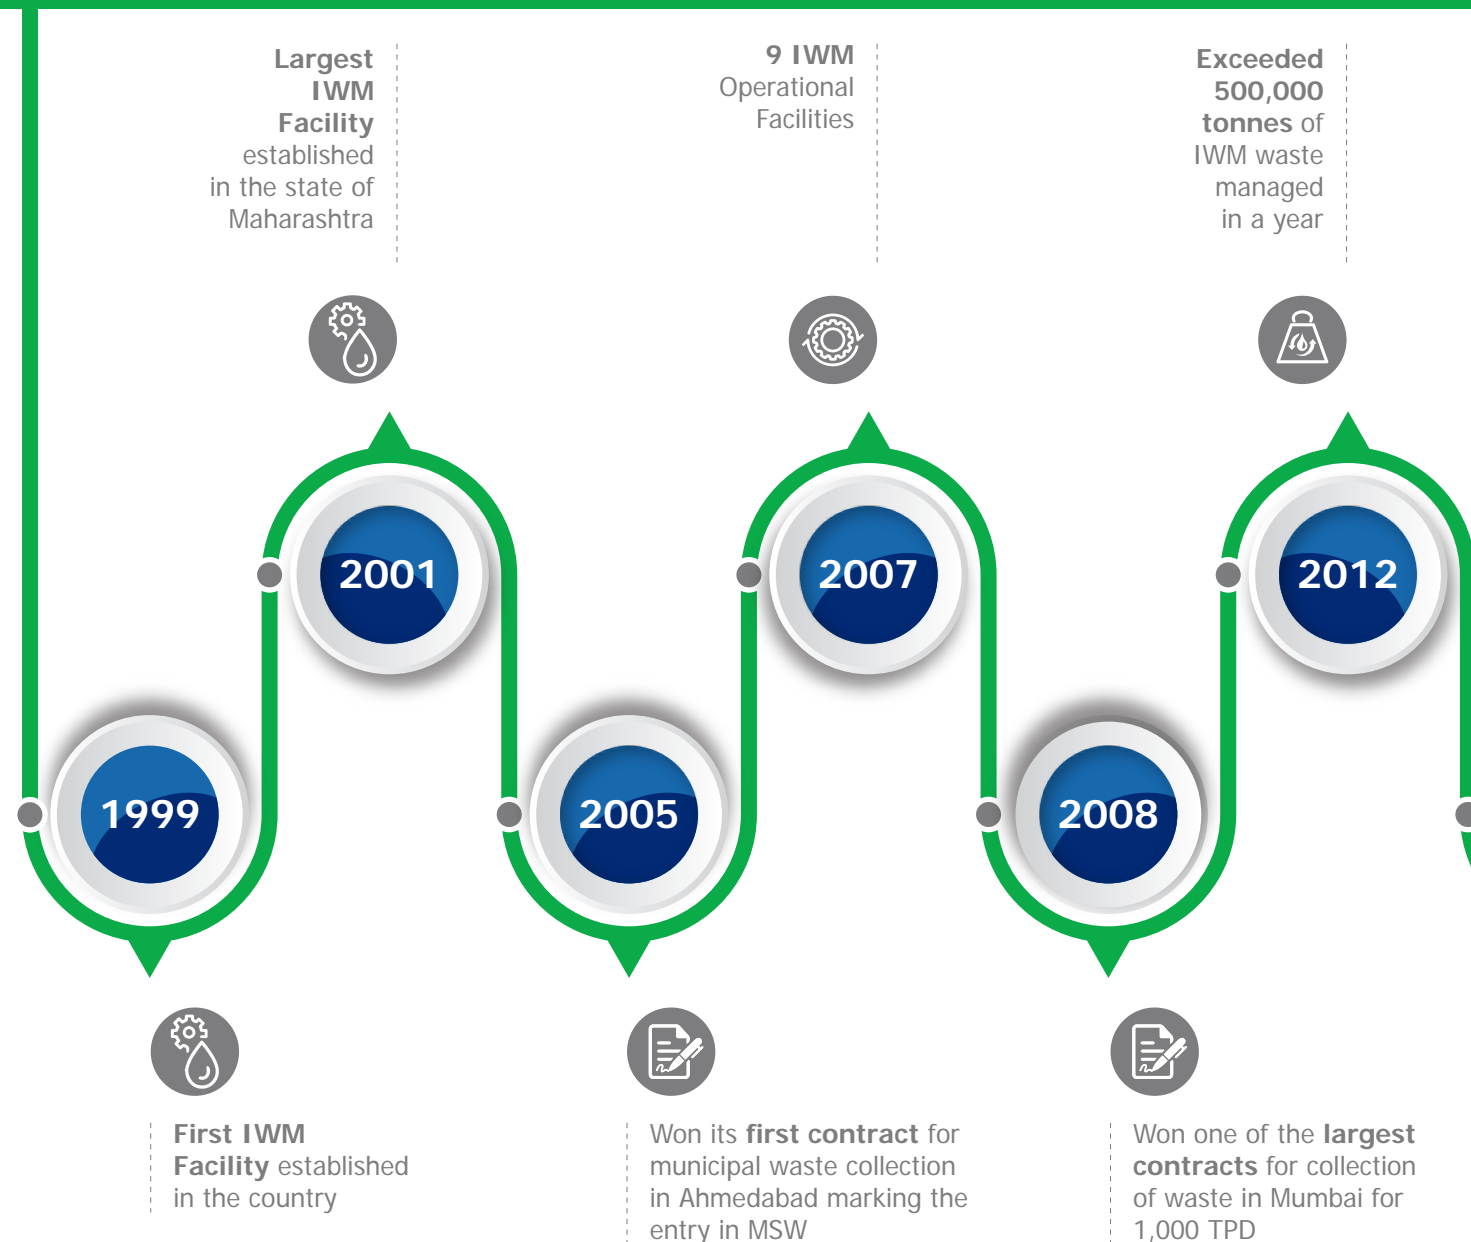 Largest
IWM
Facility
established
in the state of
Maharashtra
9 IWM
Operational
Facilities
Exceeded
500,000
tonnes of
IWM waste
managed
in a year
2001
2007
2012
1999
2005
2008
First IWM
Facility established
in the country
Won its first contract for
municipal waste collection
in Ahmedabad marking the
entry in MSW
Won one of the largest
contracts for collection
of waste in Mumbai for
1,000 TPD